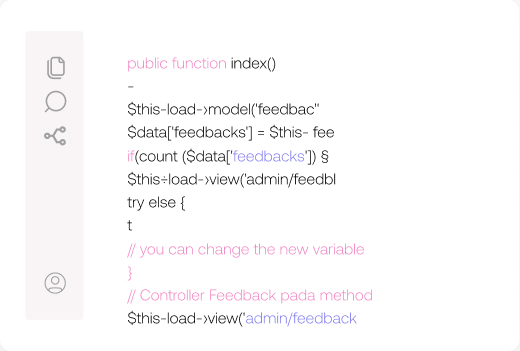 public function index()
-
$this-load->model('feedbac"
$data['feedbacks'] = $this- fee
if(count ($data['feedbacks']) §
$this÷load->view('admin/feedbl
try else {
t
// you can change the new variable
}
// Controller Feedback pada method
$this-load->view('admin/feedback